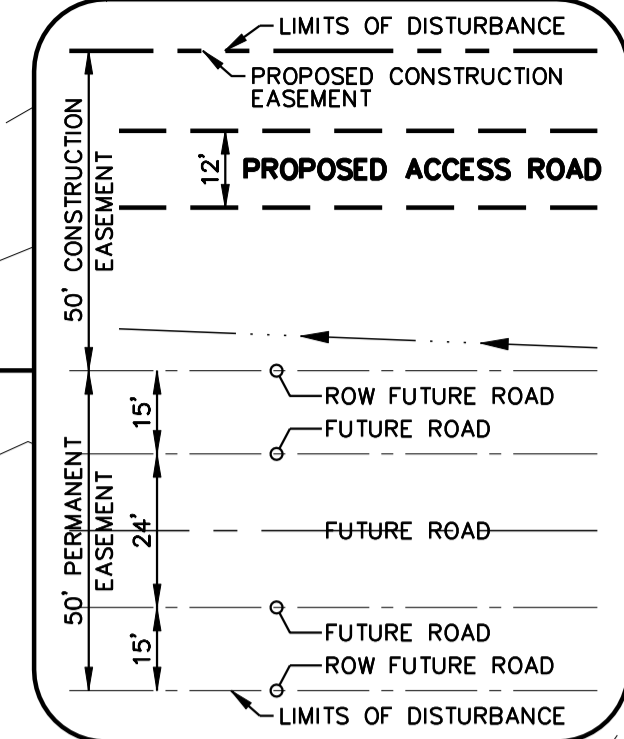 LIMITS OF DISTURBANCE
PROPOSED CONSTRUCTION
EASEMENT
50' CONSTRUCTION
EASEMENT
12'
PROPOSED ACCESS ROAD
ROW FUTURE ROAD
15'
FUTURE ROAD
50' PERMANENT
EASEMENT
24'
FUTURE ROAD
FUTURE ROAD
15'
ROW FUTURE ROAD
LIMITS OF DISTURBANCE